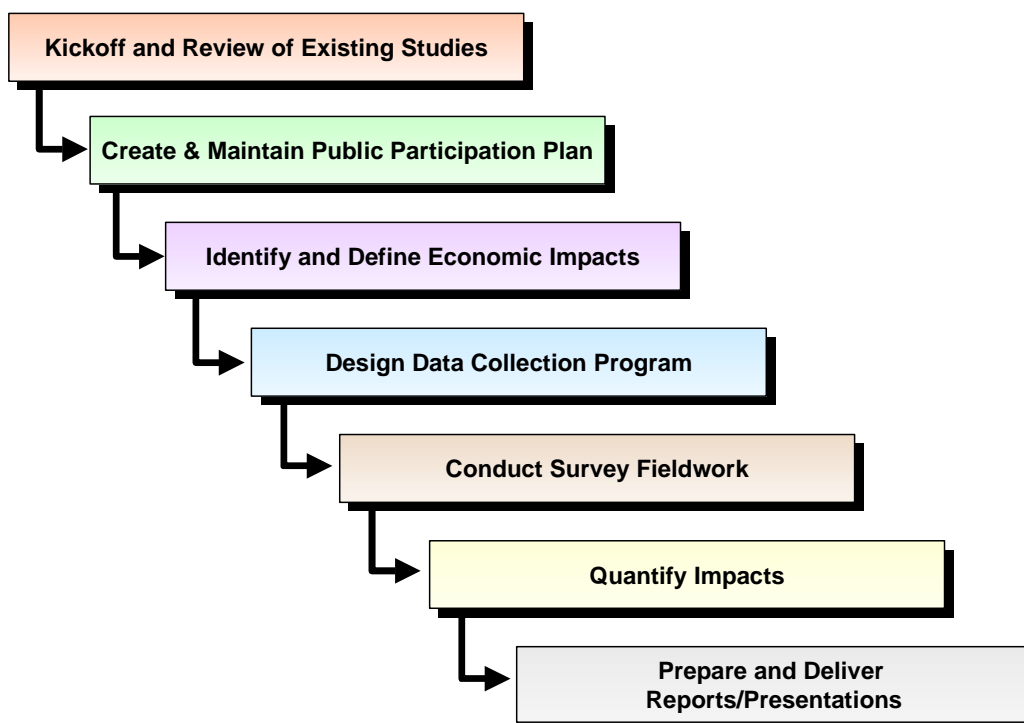 Kickoff and Review of Existing Studies
Create & Maintain Public Participation Plan
Identify and Define Economic Impacts
Design Data Collection Program
Conduct Survey Fieldwork
Quantify Impacts
Prepare and Deliver
Reports/Presentations